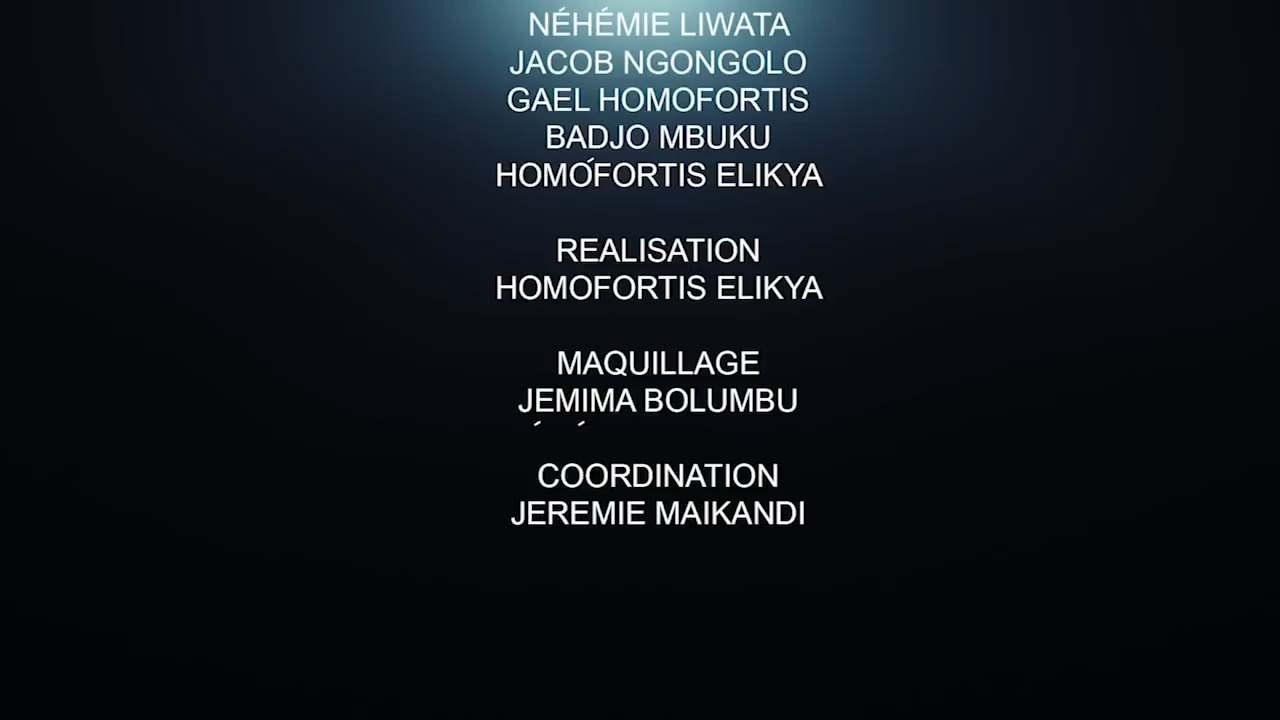 NÉHÉMIE LIWATA
JACOB NGONGOLO
GAEL HOMOFORTIS
BADJO MBUKU
HOMOFORTIS ELIKYA
REALISATION
HOMOFORTIS ELIKYA
MAQUILLAGE
JEMIMA BOLUMBU
COORDINATION
JEREMIE MAIKANDI